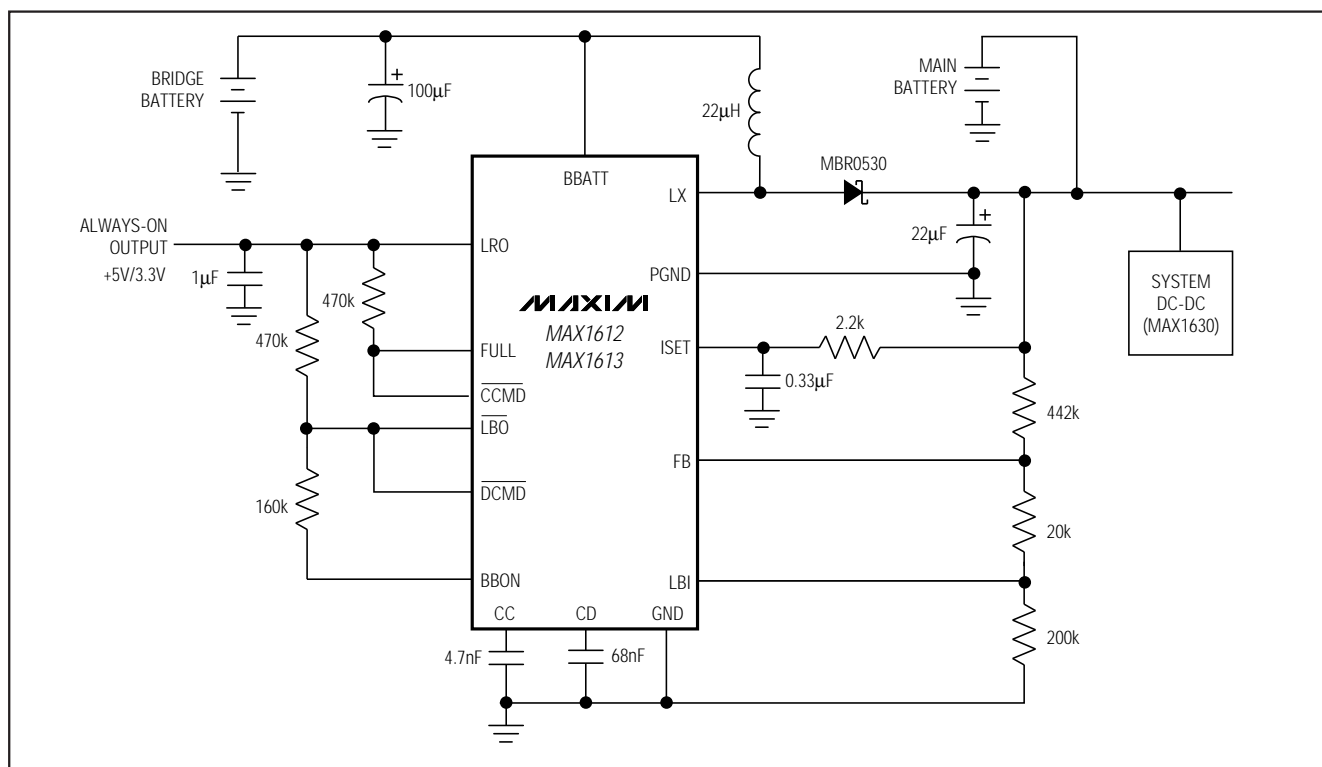 BRIDGE
BATTERY
100µF
22µH
MAIN
BATTERY
MBR0530
BBATT
LX
ALWAYS-ON
OUTPUT
+5V/3.3V
1µF
LRO
470k
470k
22µF
PGND
SYSTEM
DC-DC
(MAX1630)
MAXIM
MAX1612
MAX1613
2.2k
ISET
0.33µF
FULL
CCMD
442k
LBO
FB
160k
DCMD
20k
BBON
LBI
CC
CD
GND
200k
4.7nF
68nF